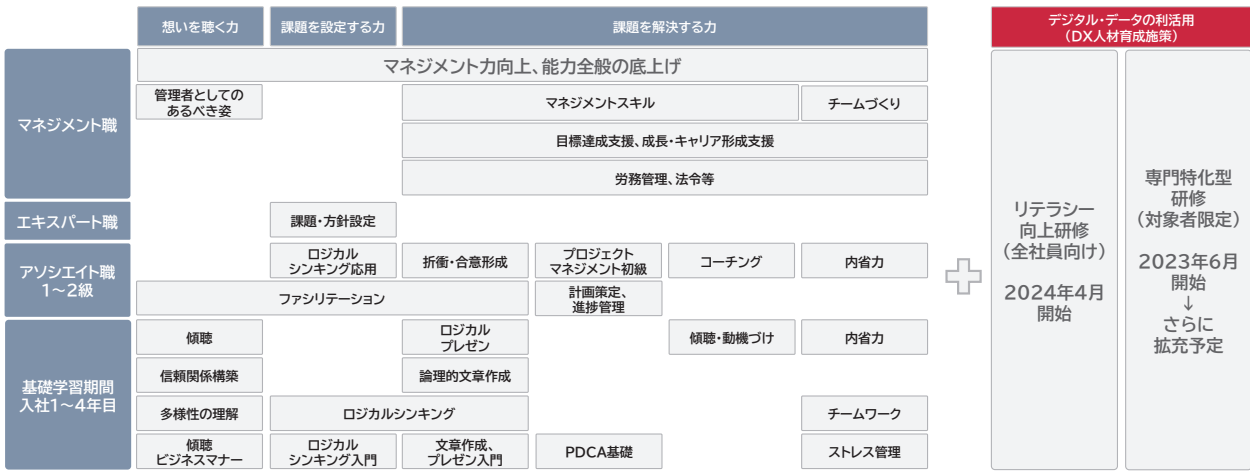 想いを聴く力
課題を設定する力
課題を解決する力
デジタル・データの利活用
（DX人材育成施策）
マネジメント職
マネジメント力向上、能力全般の底上げ
管理者としての
あるべき姿
マネジメントスキル
チームづくり
目標達成支援、成長・キャリア形成支援
労務管理、法令等
エキスパート職
課題・方針設定
アソシエイト職
1～2級
ロジカル
シンキング応用
折衝・合意形成
プロジェクト
マネジメント初級
コーチング
内省力
ファシリテーション
計画策定、
進捗管理
基礎学習期間
入社1～4年目
傾聴
ロジカル
プレゼン
傾聴・動機づけ
内省力
信頼関係構築
論理的文章作成
多様性の理解
ロジカルシンキング
チームワーク
傾聴
ビジネスマナー
ロジカル
シンキング入門
文章作成、
プレゼン入門
PDCA基礎
ストレス管理
リテラシー
向上研修
（全社員向け）
2024年4月
開始
専門特化型
研修
（対象者限定）
2023年6月
開始
↓
さらに
拡充予定